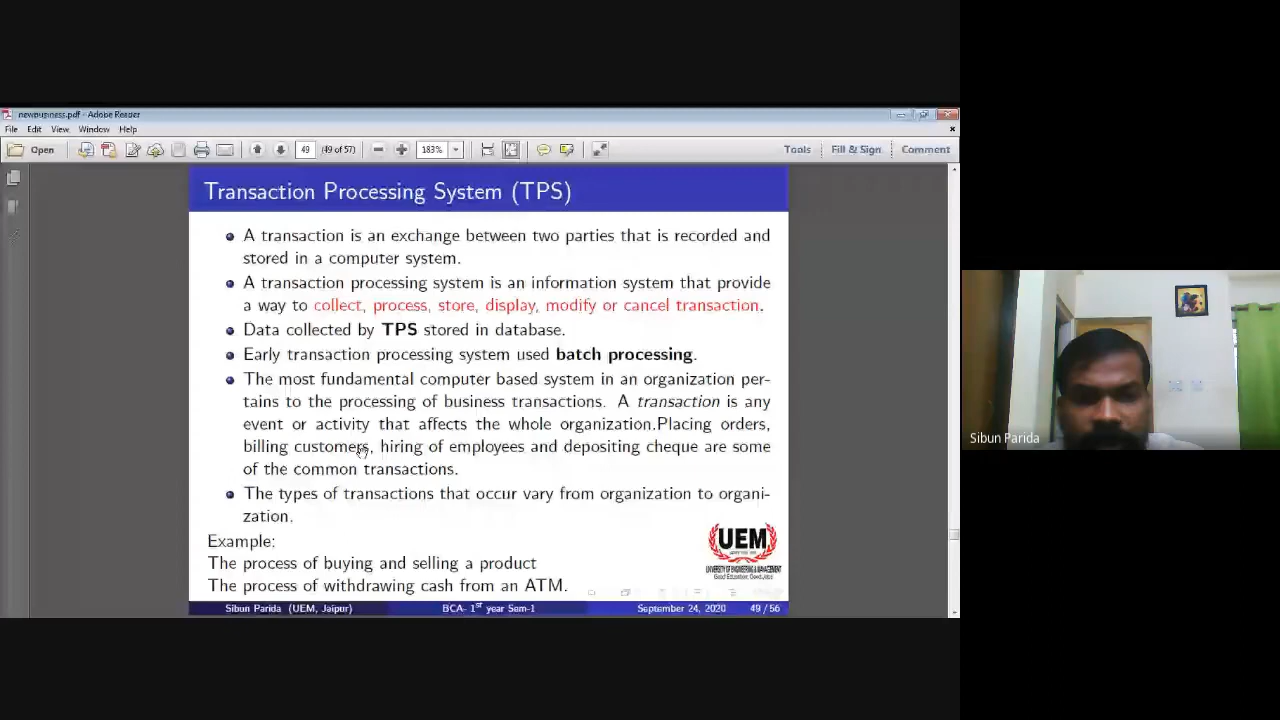 newbusiness.pdf - Adobe Reader
File Edit View Window Help
Open 49 (49 of 57) 183% Tools Fill & Sign Comment
Transaction Processing System (TPS)
A transaction is an exchange between two parties that is recorded and
stored in a computer system.
A transaction processing system is an information system that provide
a way to collect, process, store, display, modify or cancel transaction.
Data collected by TPS stored in database.
Early transaction processing system used batch processing.
The most fundamental computer based system in an organization per-
tains to the processing of business transactions. A transaction is any
event or activity that affects the whole organization.Placing orders,
billing customers, hiring of employees and depositing cheque are some
of the common transactions.
The types of transactions that occur vary from organization to organi-
zation.
Example:
The process of buying and selling a product
The process of withdrawing cash from an ATM.
UEM
UNIVERSITY OF ENGINEERING & MANAGEMENT
Good Education, Good Jobs
Sibun Parida (UEM, Jaipur) BCA- 1st year Sem-1 September 24, 2020 49 / 56
Sibun Parida